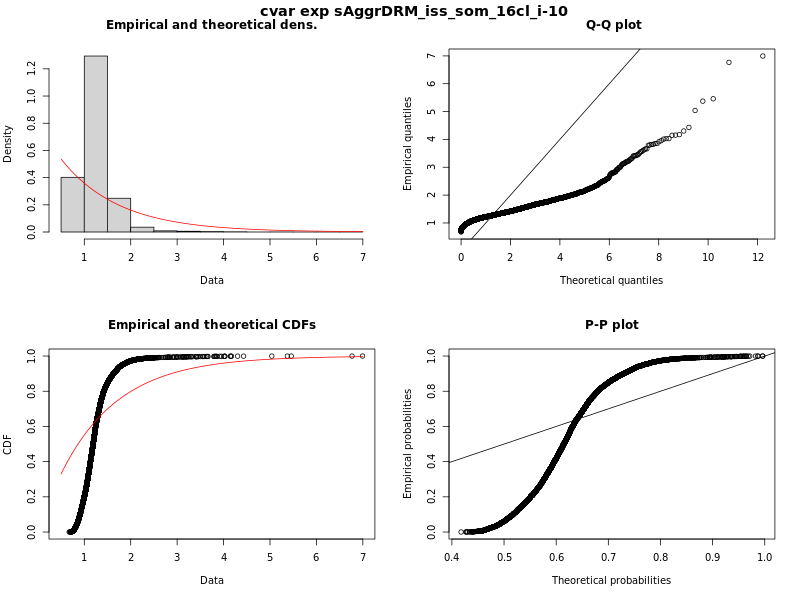 cvar exp sAggrDRM_iss_som_16cl_i-10
Empirical and theoretical dens.
Density
0.0 0.2 0.4 0.6 0.8 1.0 1.2
1 2 3 4 5 6 7
Data
Q-Q plot
Empirical quantiles
1 2 3 4 5 6 7
0 2 4 6 8 10 12
Theoretical quantiles
Empirical and theoretical CDFs
CDF
0.0 0.2 0.4 0.6 0.8 1.0
1 2 3 4 5 6 7
Data
P-P plot
Empirical probabilities
0.0 0.2 0.4 0.6 0.8 1.0
0.4 0.5 0.6 0.7 0.8 0.9 1.0
Theoretical probabilities